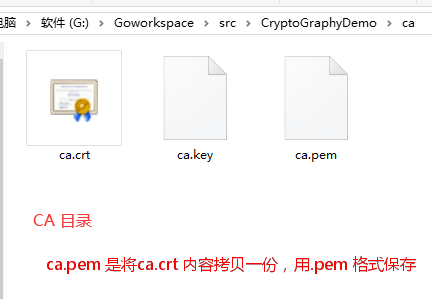 电脑 › 软件 (G:) › Goworkspace › src › CryptoGraphyDemo › ca
ca.crt ca.key ca.pem
CA 目录
ca.pem 是将ca.crt 内容拷贝一份，用.pem 格式保存